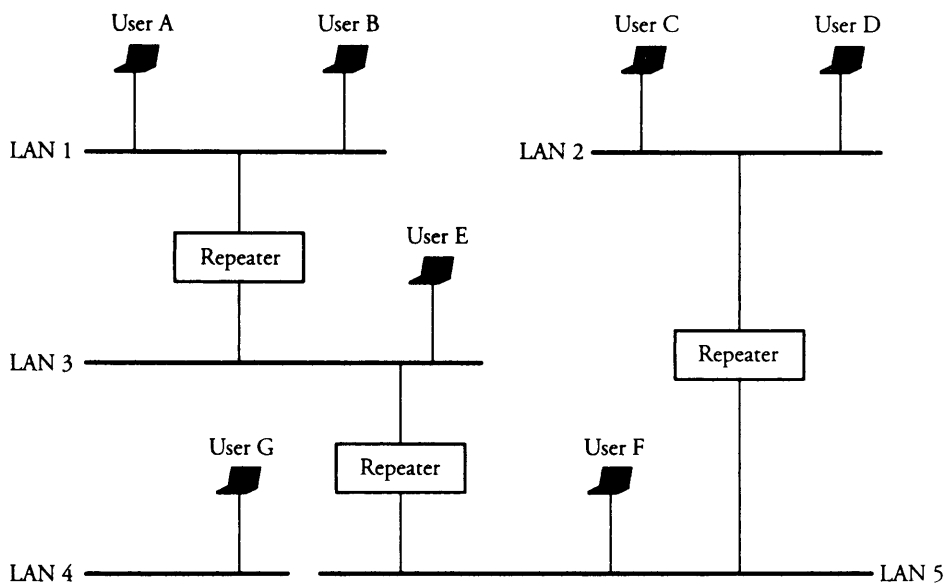 User A
User B
User C
User D
LAN 1
LAN 2
Repeater
User E
LAN 3
Repeater
User G
Repeater
User F
LAN 4
LAN 5